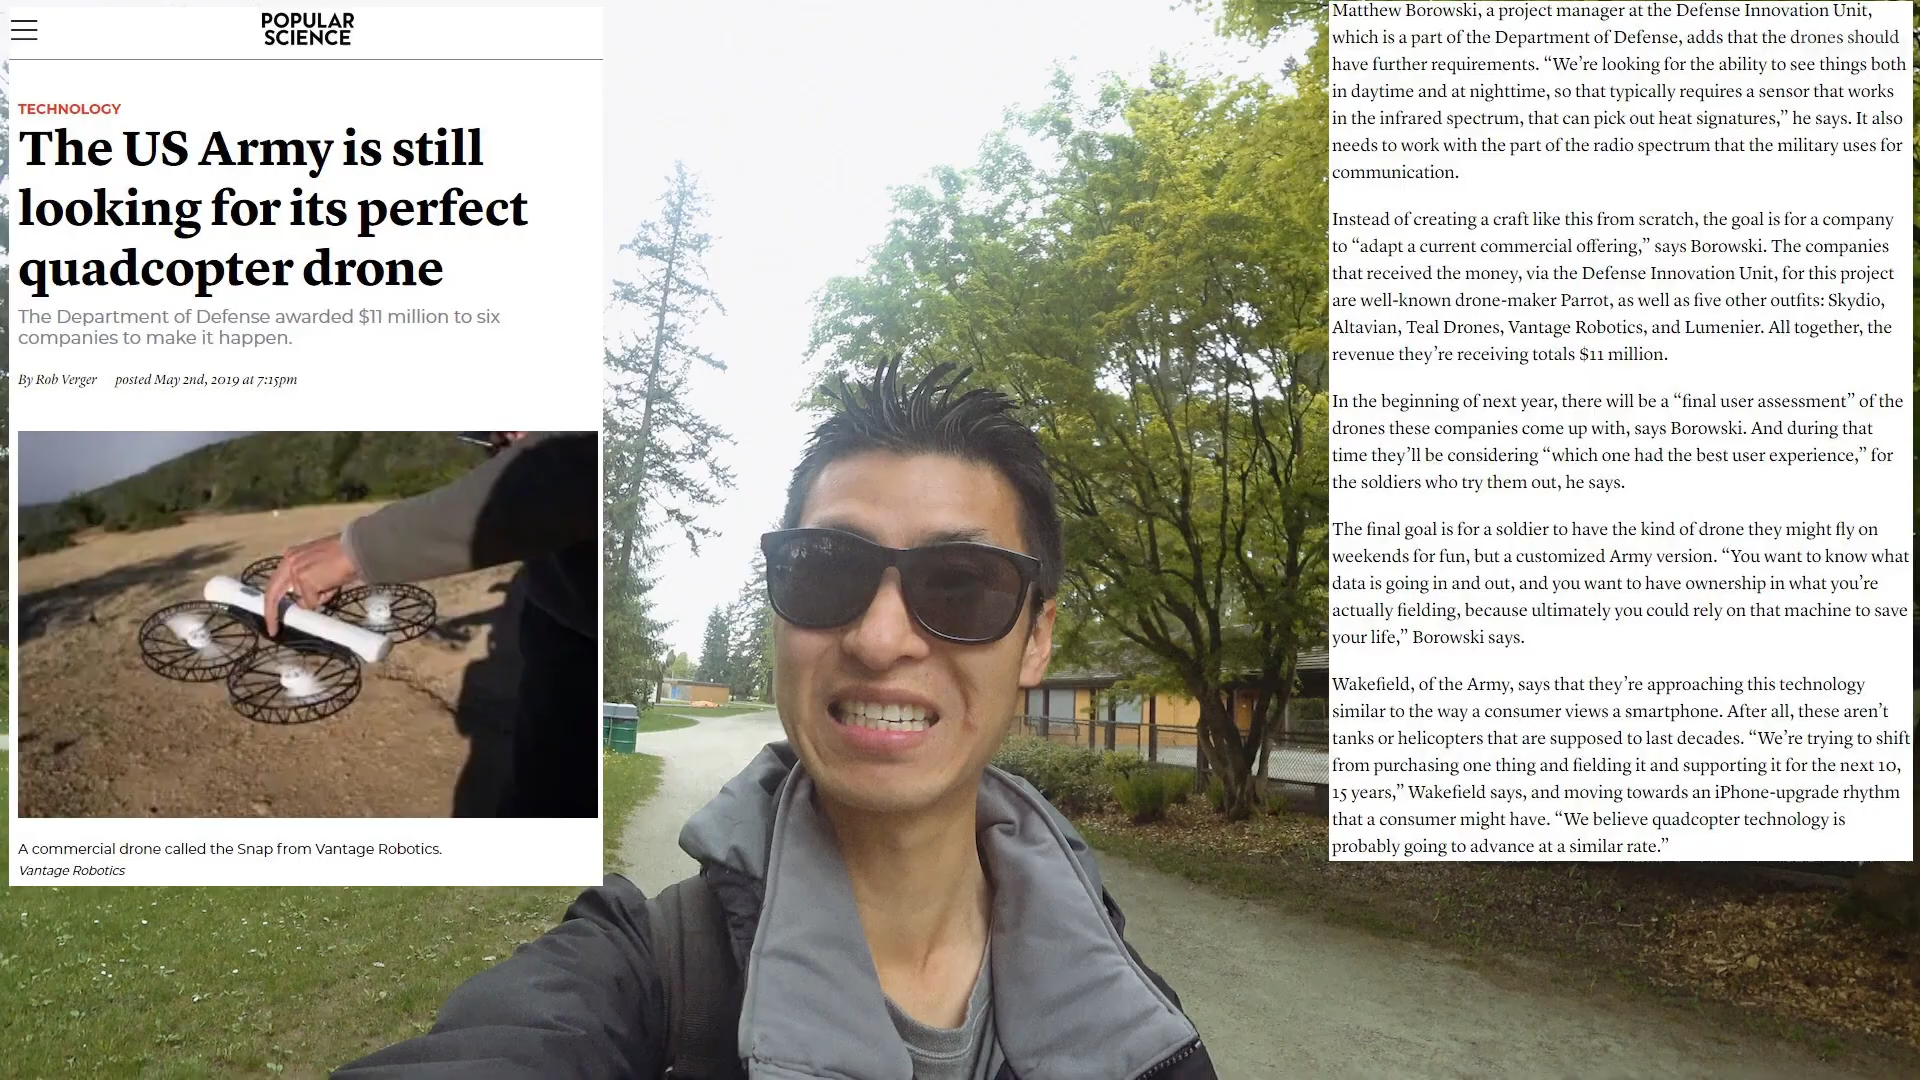 POPULAR
SCIENCE
TECHNOLOGY
The US Army is still
looking for its perfect
quadcopter drone
The Department of Defense awarded $11 million to six
companies to make it happen.
By Rob Verger posted May 2nd, 2019 at 7:15pm
A commercial drone called the Snap from Vantage Robotics.
Vantage Robotics
Matthew Borowski, a project manager at the Defense Innovation Unit,
which is a part of the Department of Defense, adds that the drones should
have further requirements. “We’re looking for the ability to see things both
in daytime and at nighttime, so that typically requires a sensor that works
in the infrared spectrum, that can pick out heat signatures,” he says. It also
needs to work with the part of the radio spectrum that the military uses for
communication.
Instead of creating a craft like this from scratch, the goal is for a company
to “adapt a current commercial offering,” says Borowski. The companies
that received the money, via the Defense Innovation Unit, for this project
are well-known drone-maker Parrot, as well as five other outfits: Skydio,
Altavian, Teal Drones, Vantage Robotics, and Lumenier. All together, the
revenue they’re receiving totals $11 million.
In the beginning of next year, there will be a “final user assessment” of the
drones these companies come up with, says Borowski. And during that
time they’ll be considering “which one had the best user experience,” for
the soldiers who try them out, he says.
The final goal is for a soldier to have the kind of drone they might fly on
weekends for fun, but a customized Army version. “You want to know what
data is going in and out, and you want to have ownership in what you’re
actually fielding, because ultimately you could rely on that machine to save
your life,” Borowski says.
Wakefield, of the Army, says that they’re approaching this technology
similar to the way a consumer views a smartphone. After all, these aren’t
tanks or helicopters that are supposed to last decades. “We’re trying to shift
from purchasing one thing and fielding it and supporting it for the next 10,
15 years,” Wakefield says, and moving towards an iPhone-upgrade rhythm
that a consumer might have. “We believe quadcopter technology is
probably going to advance at a similar rate.”